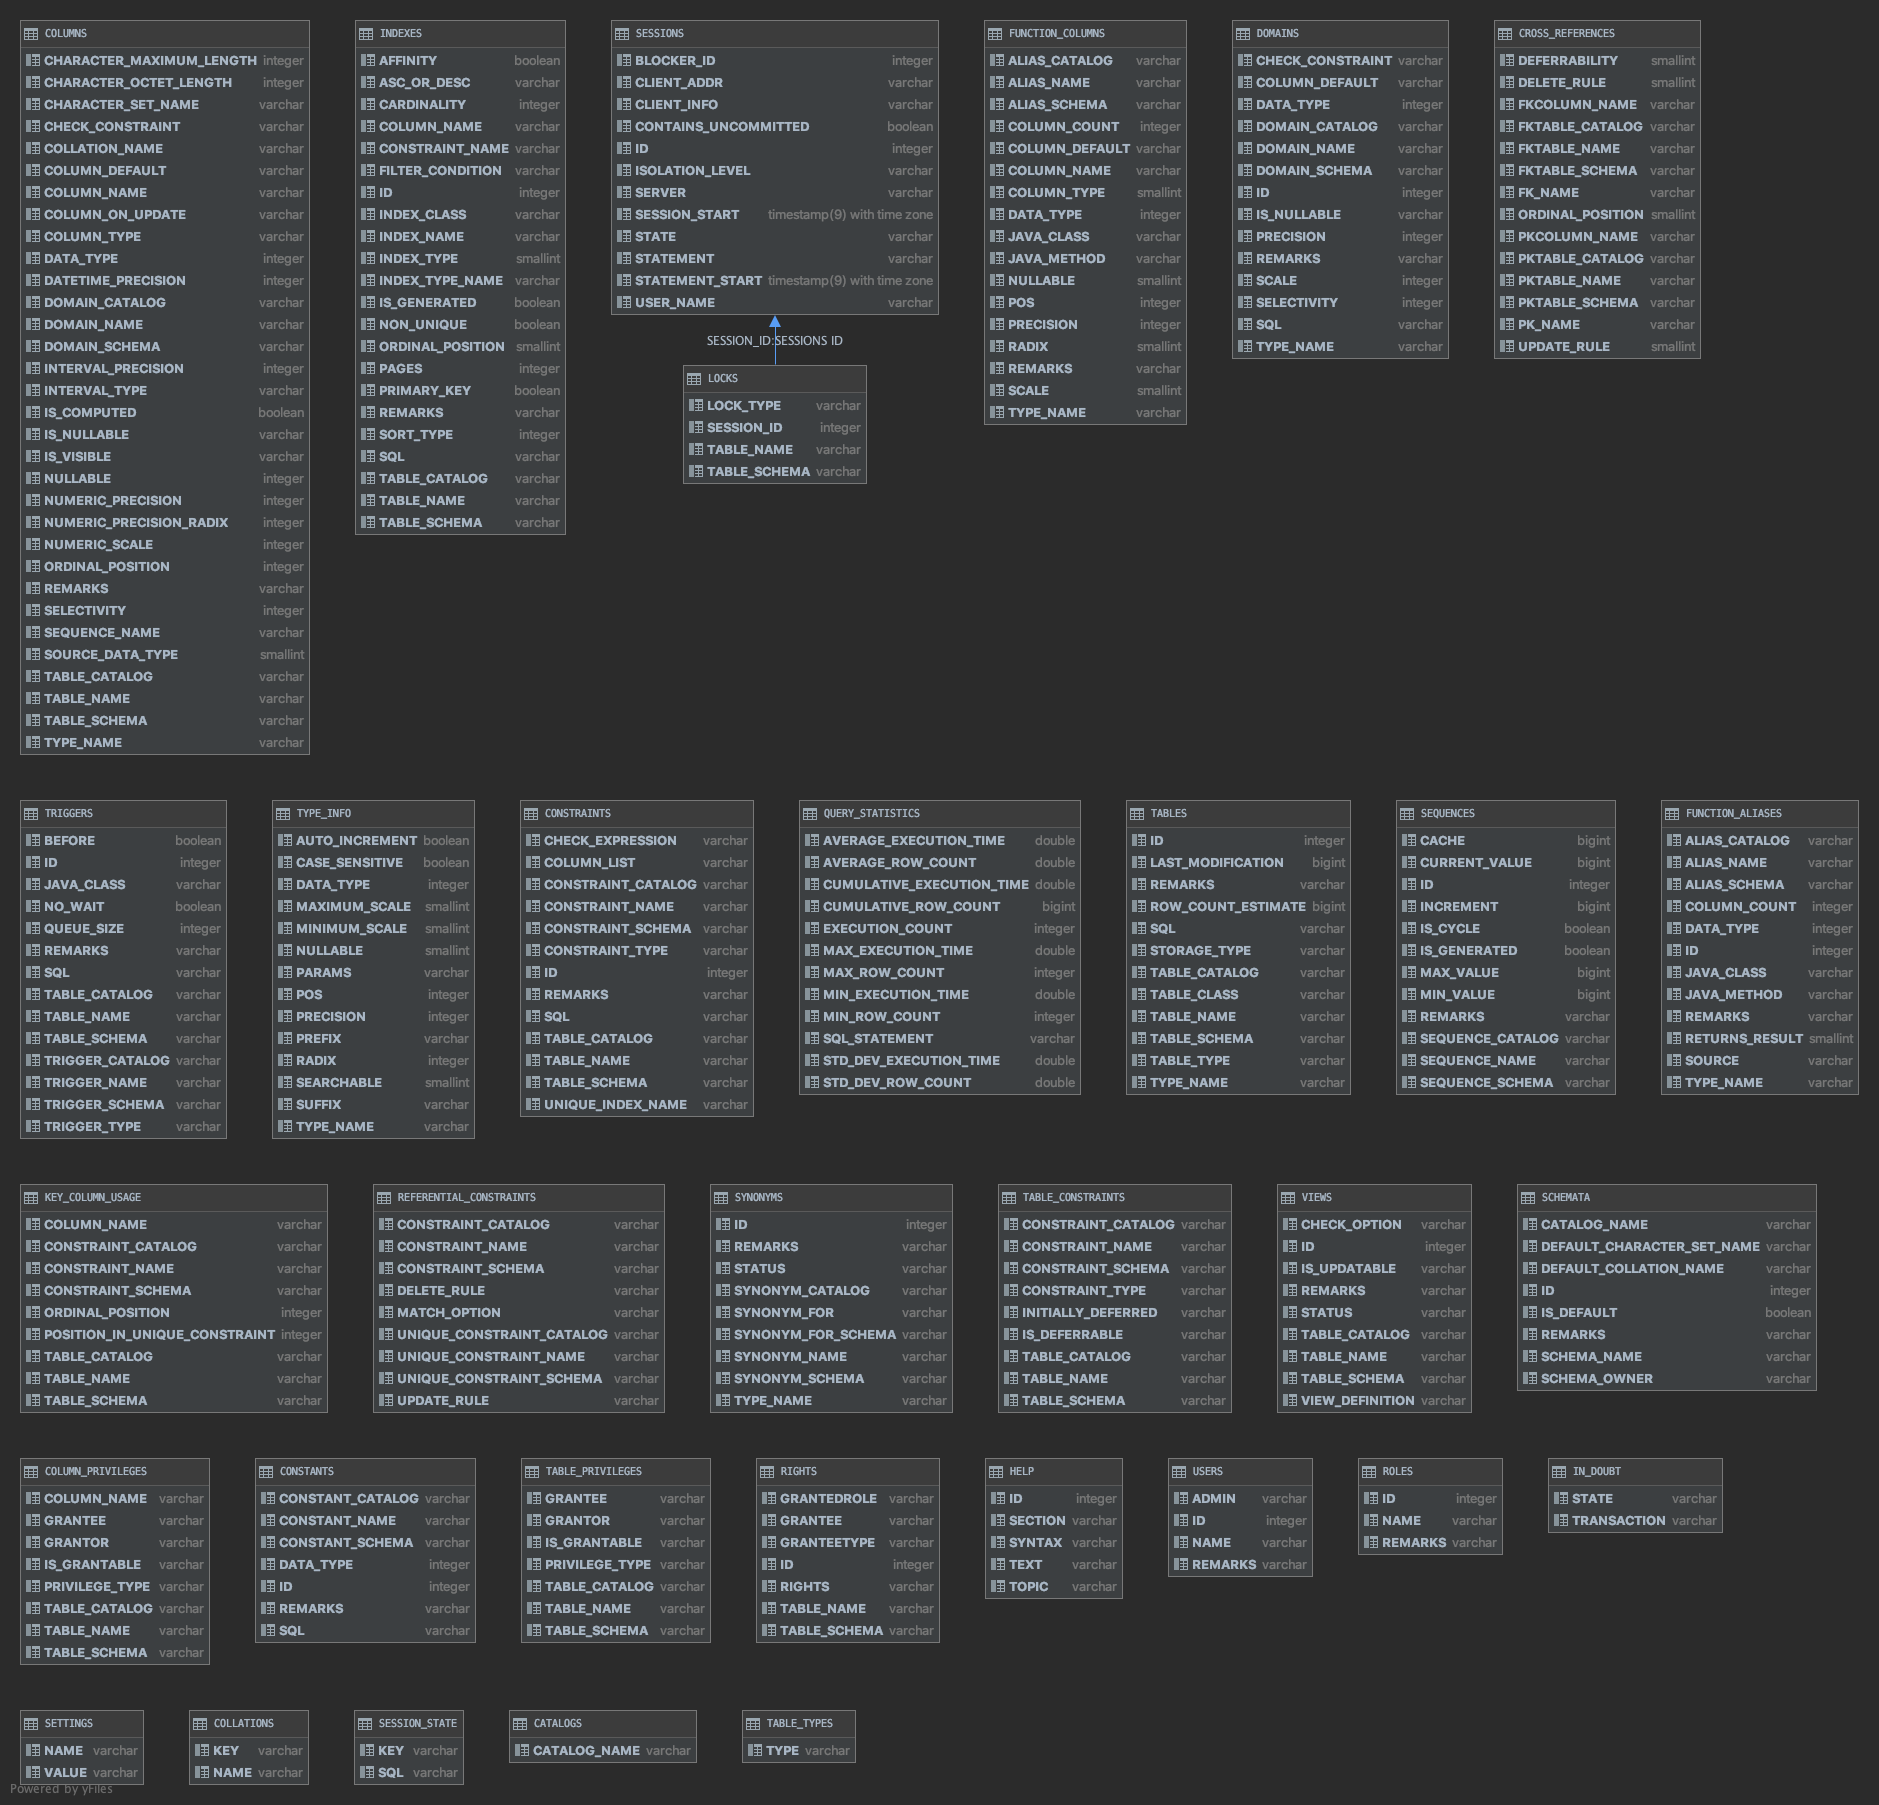 COLUMNS
CHARACTER_MAXIMUM_LENGTH integer
CHARACTER_OCTET_LENGTH integer
CHARACTER_SET_NAME varchar
CHECK_CONSTRAINT varchar
COLLATION_NAME varchar
COLUMN_DEFAULT varchar
COLUMN_NAME varchar
COLUMN_ON_UPDATE varchar
COLUMN_TYPE varchar
DATA_TYPE integer
DATETIME_PRECISION integer
DOMAIN_CATALOG varchar
DOMAIN_NAME varchar
DOMAIN_SCHEMA varchar
INTERVAL_PRECISION integer
INTERVAL_TYPE varchar
IS_COMPUTED boolean
IS_NULLABLE varchar
IS_VISIBLE varchar
NULLABLE integer
NUMERIC_PRECISION integer
NUMERIC_PRECISION_RADIX integer
NUMERIC_SCALE integer
ORDINAL_POSITION integer
REMARKS varchar
SELECTIVITY integer
SEQUENCE_NAME varchar
SOURCE_DATA_TYPE smallint
TABLE_CATALOG varchar
TABLE_NAME varchar
TABLE_SCHEMA varchar
TYPE_NAME varchar
INDEXES
AFFINITY boolean
ASC_OR_DESC varchar
CARDINALITY integer
COLUMN_NAME varchar
CONSTRAINT_NAME varchar
FILTER_CONDITION varchar
ID integer
INDEX_CLASS varchar
INDEX_NAME varchar
INDEX_TYPE smallint
INDEX_TYPE_NAME varchar
IS_GENERATED boolean
NON_UNIQUE boolean
ORDINAL_POSITION smallint
PAGES integer
PRIMARY_KEY boolean
REMARKS varchar
SORT_TYPE integer
SQL varchar
TABLE_CATALOG varchar
TABLE_NAME varchar
TABLE_SCHEMA varchar
SESSIONS
BLOCKER_ID integer
CLIENT_ADDR varchar
CLIENT_INFO varchar
CONTAINS_UNCOMMITTED boolean
ID integer
ISOLATION_LEVEL varchar
SERVER varchar
SESSION_START timestamp(9) with time zone
STATE varchar
STATEMENT varchar
STATEMENT_START timestamp(9) with time zone
USER_NAME varchar
SESSION_ID:SESSIONS ID
LOCKS
LOCK_TYPE varchar
SESSION_ID integer
TABLE_NAME varchar
TABLE_SCHEMA varchar
FUNCTION_COLUMNS
ALIAS_CATALOG varchar
ALIAS_NAME varchar
ALIAS_SCHEMA varchar
COLUMN_COUNT integer
COLUMN_DEFAULT varchar
COLUMN_NAME varchar
COLUMN_TYPE smallint
DATA_TYPE integer
JAVA_CLASS varchar
JAVA_METHOD varchar
NULLABLE smallint
POS integer
PRECISION integer
RADIX smallint
REMARKS varchar
SCALE smallint
TYPE_NAME varchar
DOMAINS
CHECK_CONSTRAINT varchar
COLUMN_DEFAULT varchar
DATA_TYPE integer
DOMAIN_CATALOG varchar
DOMAIN_NAME varchar
DOMAIN_SCHEMA varchar
ID integer
IS_NULLABLE varchar
PRECISION integer
REMARKS varchar
SCALE integer
SELECTIVITY integer
SQL varchar
TYPE_NAME varchar
CROSS_REFERENCES
DEFERRABILITY smallint
DELETE_RULE smallint
FKCOLUMN_NAME varchar
FKTABLE_CATALOG varchar
FKTABLE_NAME varchar
FKTABLE_SCHEMA varchar
FK_NAME varchar
ORDINAL_POSITION smallint
PKCOLUMN_NAME varchar
PKTABLE_CATALOG varchar
PKTABLE_NAME varchar
PKTABLE_SCHEMA varchar
PK_NAME varchar
UPDATE_RULE smallint
TRIGGERS
BEFORE boolean
ID integer
JAVA_CLASS varchar
NO_WAIT boolean
QUEUE_SIZE integer
REMARKS varchar
SQL varchar
TABLE_CATALOG varchar
TABLE_NAME varchar
TABLE_SCHEMA varchar
TRIGGER_CATALOG varchar
TRIGGER_NAME varchar
TRIGGER_SCHEMA varchar
TRIGGER_TYPE varchar
TYPE_INFO
AUTO_INCREMENT boolean
CASE_SENSITIVE boolean
DATA_TYPE integer
MAXIMUM_SCALE smallint
MINIMUM_SCALE smallint
NULLABLE smallint
PARAMS varchar
POS integer
PRECISION integer
PREFIX varchar
RADIX integer
SEARCHABLE smallint
SUFFIX varchar
TYPE_NAME varchar
CONSTRAINTS
CHECK_EXPRESSION varchar
COLUMN_LIST varchar
CONSTRAINT_CATALOG varchar
CONSTRAINT_NAME varchar
CONSTRAINT_SCHEMA varchar
CONSTRAINT_TYPE varchar
ID integer
REMARKS varchar
SQL varchar
TABLE_CATALOG varchar
TABLE_NAME varchar
TABLE_SCHEMA varchar
UNIQUE_INDEX_NAME varchar
QUERY_STATISTICS
AVERAGE_EXECUTION_TIME double
AVERAGE_ROW_COUNT double
CUMULATIVE_EXECUTION_TIME double
CUMULATIVE_ROW_COUNT bigint
EXECUTION_COUNT integer
MAX_EXECUTION_TIME double
MAX_ROW_COUNT integer
MIN_EXECUTION_TIME double
MIN_ROW_COUNT integer
SQL_STATEMENT varchar
STD_DEV_EXECUTION_TIME double
STD_DEV_ROW_COUNT double
TABLES
ID integer
LAST_MODIFICATION bigint
REMARKS varchar
ROW_COUNT_ESTIMATE bigint
SQL varchar
STORAGE_TYPE varchar
TABLE_CATALOG varchar
TABLE_CLASS varchar
TABLE_NAME varchar
TABLE_SCHEMA varchar
TABLE_TYPE varchar
TYPE_NAME varchar
SEQUENCES
CACHE bigint
CURRENT_VALUE bigint
ID integer
INCREMENT bigint
IS_CYCLE boolean
IS_GENERATED boolean
MAX_VALUE bigint
MIN_VALUE bigint
REMARKS varchar
SEQUENCE_CATALOG varchar
SEQUENCE_NAME varchar
SEQUENCE_SCHEMA varchar
FUNCTION_ALIASES
ALIAS_CATALOG varchar
ALIAS_NAME varchar
ALIAS_SCHEMA varchar
COLUMN_COUNT integer
DATA_TYPE integer
ID integer
JAVA_CLASS varchar
JAVA_METHOD varchar
REMARKS varchar
RETURNS_RESULT smallint
SOURCE varchar
TYPE_NAME varchar
KEY_COLUMN_USAGE
COLUMN_NAME varchar
CONSTRAINT_CATALOG varchar
CONSTRAINT_NAME varchar
CONSTRAINT_SCHEMA varchar
ORDINAL_POSITION integer
POSITION_IN_UNIQUE_CONSTRAINT integer
TABLE_CATALOG varchar
TABLE_NAME varchar
TABLE_SCHEMA varchar
REFERENTIAL_CONSTRAINTS
CONSTRAINT_CATALOG varchar
CONSTRAINT_NAME varchar
CONSTRAINT_SCHEMA varchar
DELETE_RULE varchar
MATCH_OPTION varchar
UNIQUE_CONSTRAINT_CATALOG varchar
UNIQUE_CONSTRAINT_NAME varchar
UNIQUE_CONSTRAINT_SCHEMA varchar
UPDATE_RULE varchar
SYNONYMS
ID integer
REMARKS varchar
STATUS varchar
SYNONYM_CATALOG varchar
SYNONYM_FOR varchar
SYNONYM_FOR_SCHEMA varchar
SYNONYM_NAME varchar
SYNONYM_SCHEMA varchar
TYPE_NAME varchar
TABLE_CONSTRAINTS
CONSTRAINT_CATALOG varchar
CONSTRAINT_NAME varchar
CONSTRAINT_SCHEMA varchar
CONSTRAINT_TYPE varchar
INITIALLY_DEFERRED varchar
IS_DEFERRABLE varchar
TABLE_CATALOG varchar
TABLE_NAME varchar
TABLE_SCHEMA varchar
VIEWS
CHECK_OPTION varchar
ID integer
IS_UPDATABLE varchar
REMARKS varchar
STATUS varchar
TABLE_CATALOG varchar
TABLE_NAME varchar
TABLE_SCHEMA varchar
VIEW_DEFINITION varchar
SCHEMATA
CATALOG_NAME varchar
DEFAULT_CHARACTER_SET_NAME varchar
DEFAULT_COLLATION_NAME varchar
ID integer
IS_DEFAULT boolean
REMARKS varchar
SCHEMA_NAME varchar
SCHEMA_OWNER varchar
COLUMN_PRIVILEGES
COLUMN_NAME varchar
GRANTEE varchar
GRANTOR varchar
IS_GRANTABLE varchar
PRIVILEGE_TYPE varchar
TABLE_CATALOG varchar
TABLE_NAME varchar
TABLE_SCHEMA varchar
CONSTANTS
CONSTANT_CATALOG varchar
CONSTANT_NAME varchar
CONSTANT_SCHEMA varchar
DATA_TYPE integer
ID integer
REMARKS varchar
SQL varchar
TABLE_PRIVILEGES
GRANTEE varchar
GRANTOR varchar
IS_GRANTABLE varchar
PRIVILEGE_TYPE varchar
TABLE_CATALOG varchar
TABLE_NAME varchar
TABLE_SCHEMA varchar
RIGHTS
GRANTEDROLE varchar
GRANTEE varchar
GRANTEETYPE varchar
ID integer
RIGHTS varchar
TABLE_NAME varchar
TABLE_SCHEMA varchar
HELP
ID integer
SECTION varchar
SYNTAX varchar
TEXT varchar
TOPIC varchar
USERS
ADMIN varchar
ID integer
NAME varchar
REMARKS varchar
ROLES
ID integer
NAME varchar
REMARKS varchar
IN_DOUBT
STATE varchar
TRANSACTION varchar
SETTINGS
NAME varchar
VALUE varchar
COLLATIONS
KEY varchar
NAME varchar
SESSION_STATE
KEY varchar
SQL varchar
CATALOGS
CATALOG_NAME varchar
TABLE_TYPES
TYPE varchar
Powered by yFiles